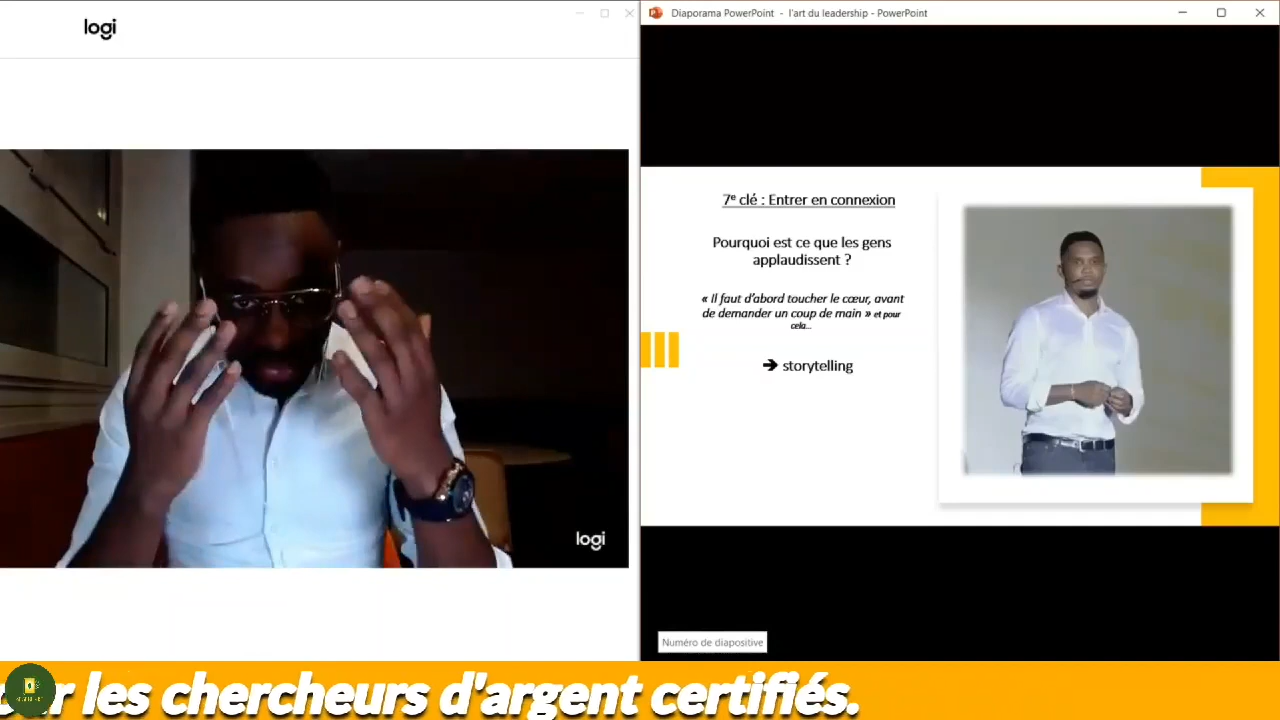 logi
Diaporama PowerPoint - l'art du leadership - PowerPoint
7e clé : Entrer en connexion
Pourquoi est ce que les gens
applaudissent ?
« Il faut d'abord toucher le cœur, avant
de demander un coup de main » et pour
cela...
➔ storytelling
logi
Numéro de diapositive
les chercheurs d'argent certifiés.